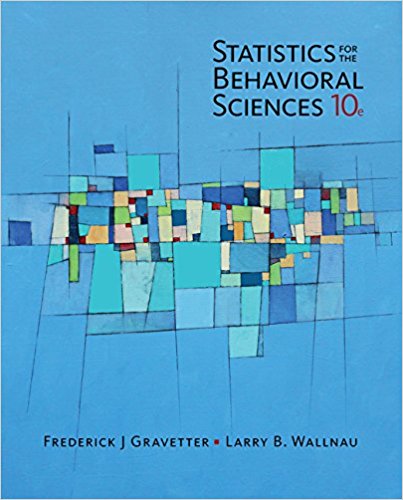 STATISTICS FOR THE
BEHAVIORAL
SCIENCES 10e
FREDERICK J GRAVETTER • LARRY B. WALLNAU